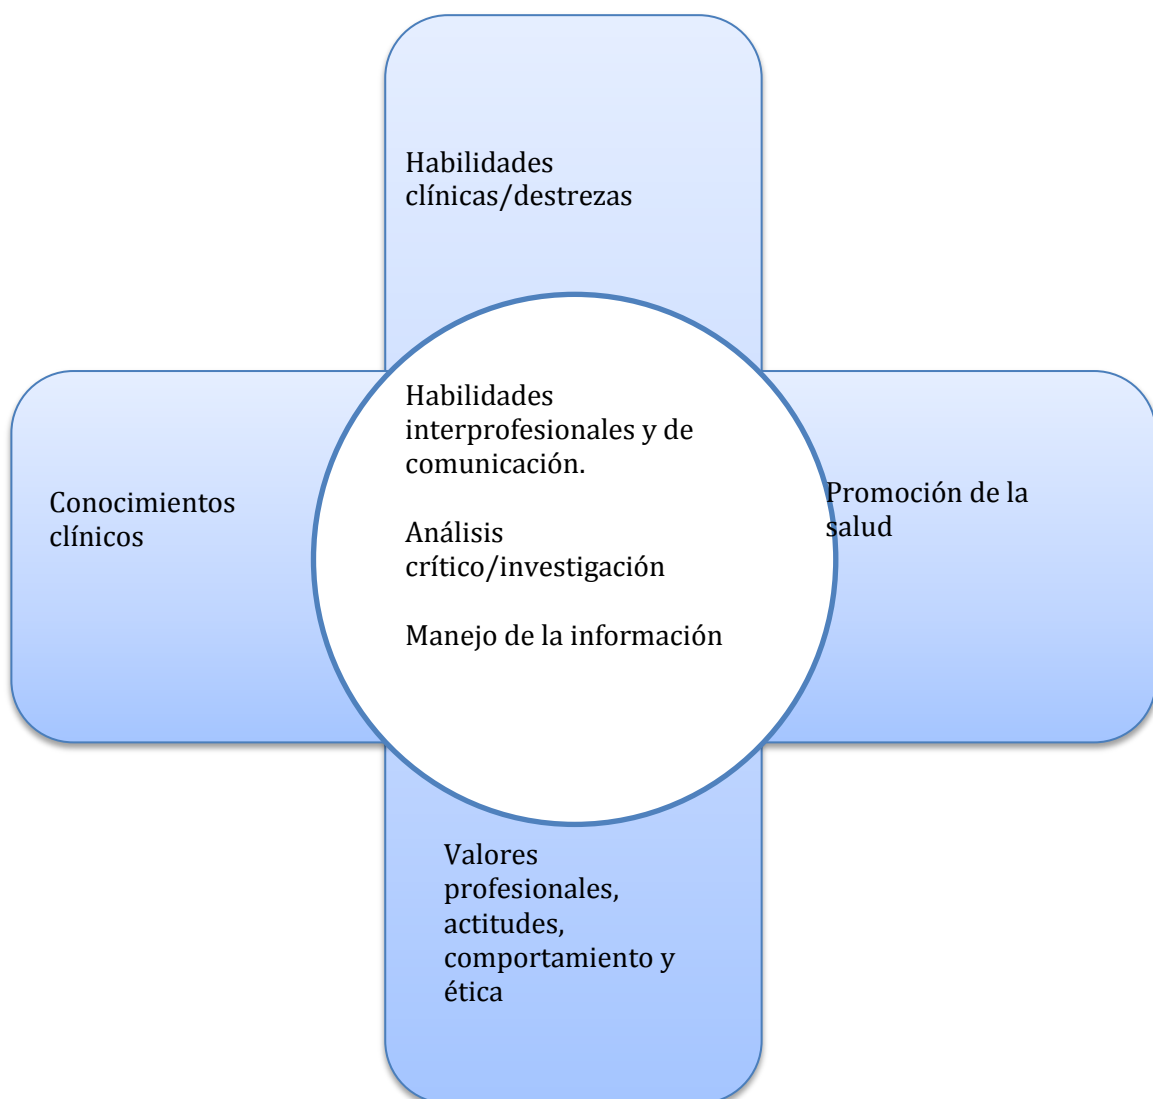 Habilidades
clínicas/destrezas
Habilidades
interprofesionales y de
comunicación.
Análisis
crítico/investigación
Manejo de la información
Conocimientos
clínicos
Promoción de la
salud
Valores
profesionales,
actitudes,
comportamiento y
ética